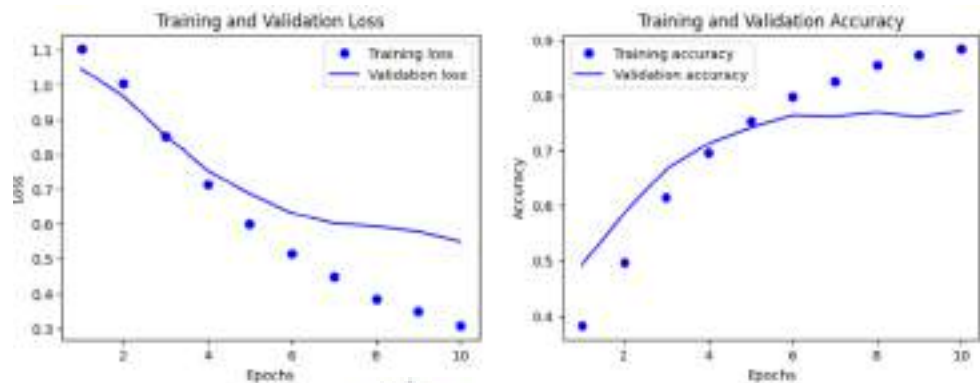 Training and Validation Loss
Training loss
Validation loss
1.1
1.0
0.9
0.8
0.7
0.6
0.5
0.4
0.3
Loss
2
4
6
8
10
Epochs
Training and Validation Accuracy
Training accuracy
Validation accuracy
0.9
0.8
0.7
0.6
0.5
0.4
Accuracy
2
4
6
8
10
Epochs